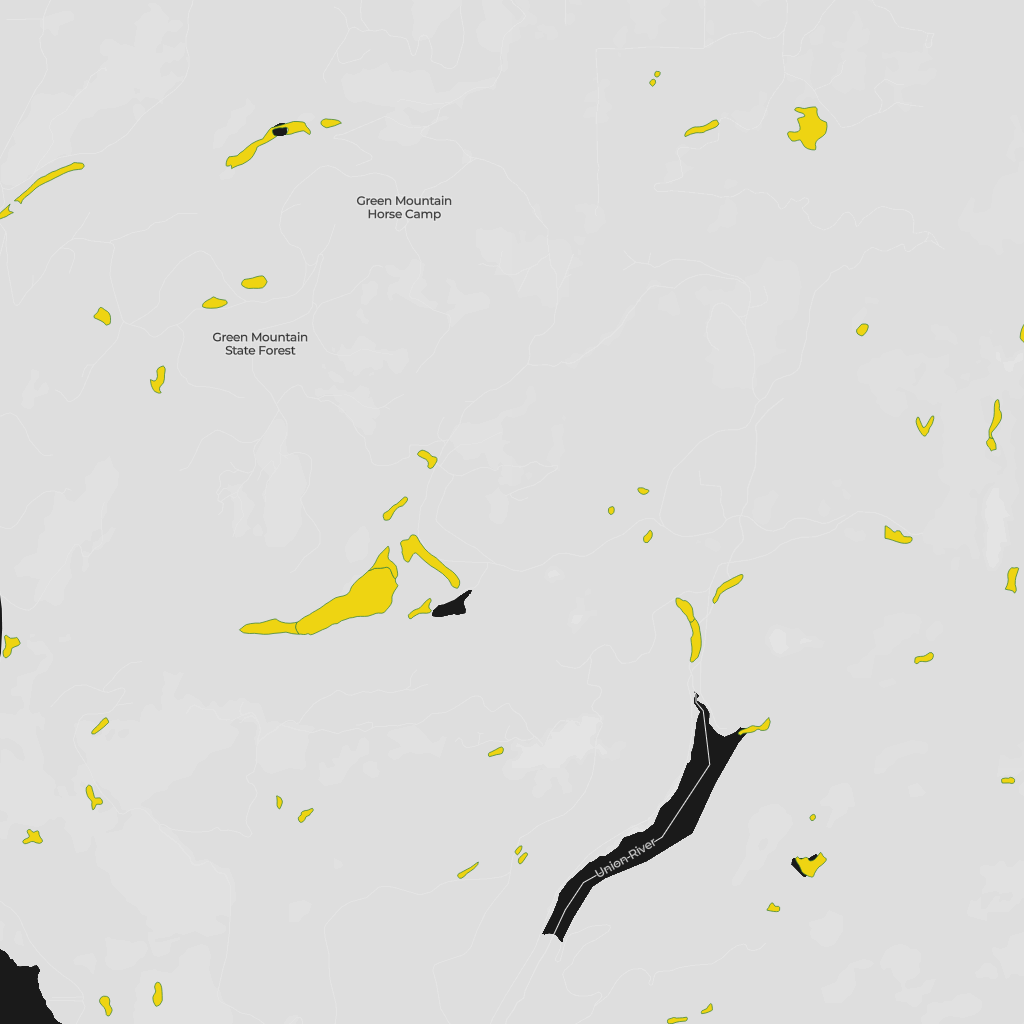 Green Mountain
Horse Camp
Green Mountain
State Forest
Union River